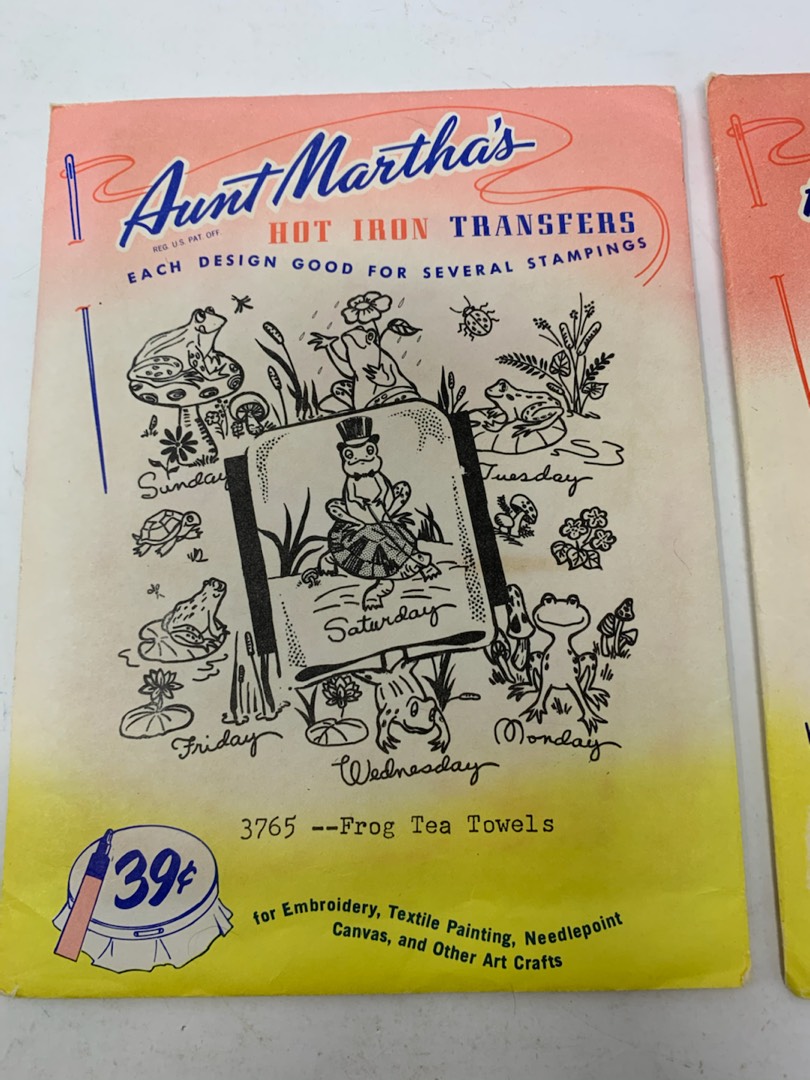 Aunt Martha's
REG. U.S. PAT. OFF.
HOT IRON TRANSFERS
EACH DESIGN GOOD FOR SEVERAL STAMPINGS
Sunday
Tuesday
Saturday
Friday
Monday
Wednesday
3765 --Frog Tea Towels
39¢
for Embroidery, Textile Painting, Needlepoint
Canvas, and Other Art Crafts